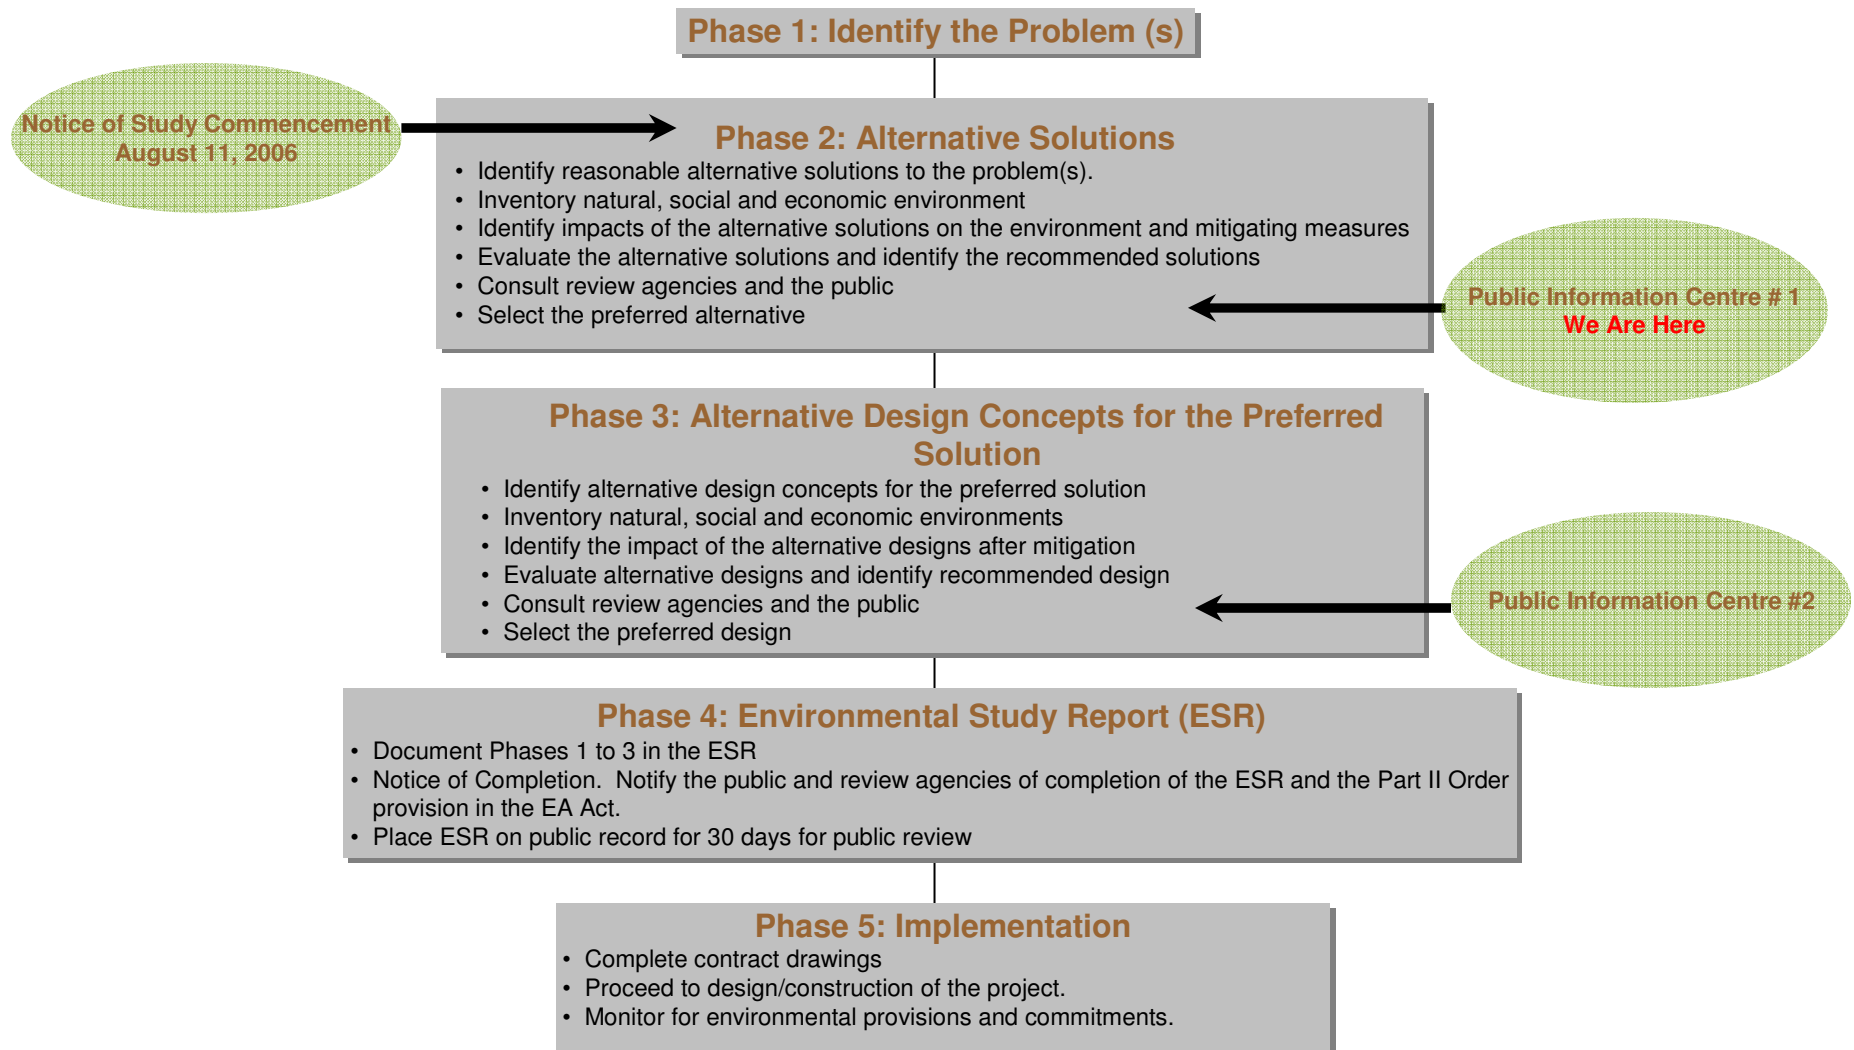 Phase 1: Identify the Problem (s)
Notice of Study Commencement
August 11, 2006
Phase 2: Alternative Solutions
• Identify reasonable alternative solutions to the problem(s).
• Inventory natural, social and economic environment
• Identify impacts of the alternative solutions on the environment and mitigating measures
• Evaluate the alternative solutions and identify the recommended solutions
• Consult review agencies and the public
• Select the preferred alternative
Public Information Centre # 1
We Are Here
Phase 3: Alternative Design Concepts for the Preferred
Solution
• Identify alternative design concepts for the preferred solution
• Inventory natural, social and economic environments
• Identify the impact of the alternative designs after mitigation
• Evaluate alternative designs and identify recommended design
• Consult review agencies and the public
• Select the preferred design
Public Information Centre #2
Phase 4: Environmental Study Report (ESR)
• Document Phases 1 to 3 in the ESR
• Notice of Completion.  Notify the public and review agencies of completion of the ESR and the Part II Order
provision in the EA Act.
• Place ESR on public record for 30 days for public review
Phase 5: Implementation
• Complete contract drawings
• Proceed to design/construction of the project.
• Monitor for environmental provisions and commitments.